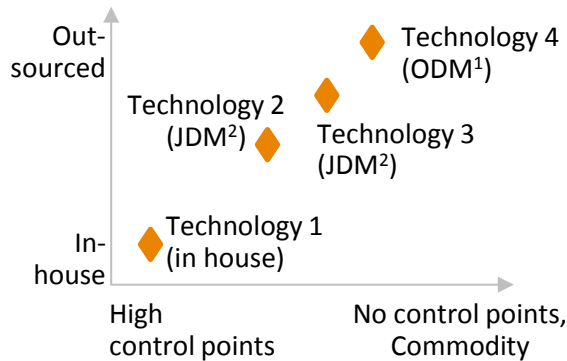 Out-
sourced
Technology 4
(ODM¹)
Technology 2
(JDM²)
Technology 3
(JDM²)
Technology 1
(in house)
In-
house
High
control points
No control points,
Commodity